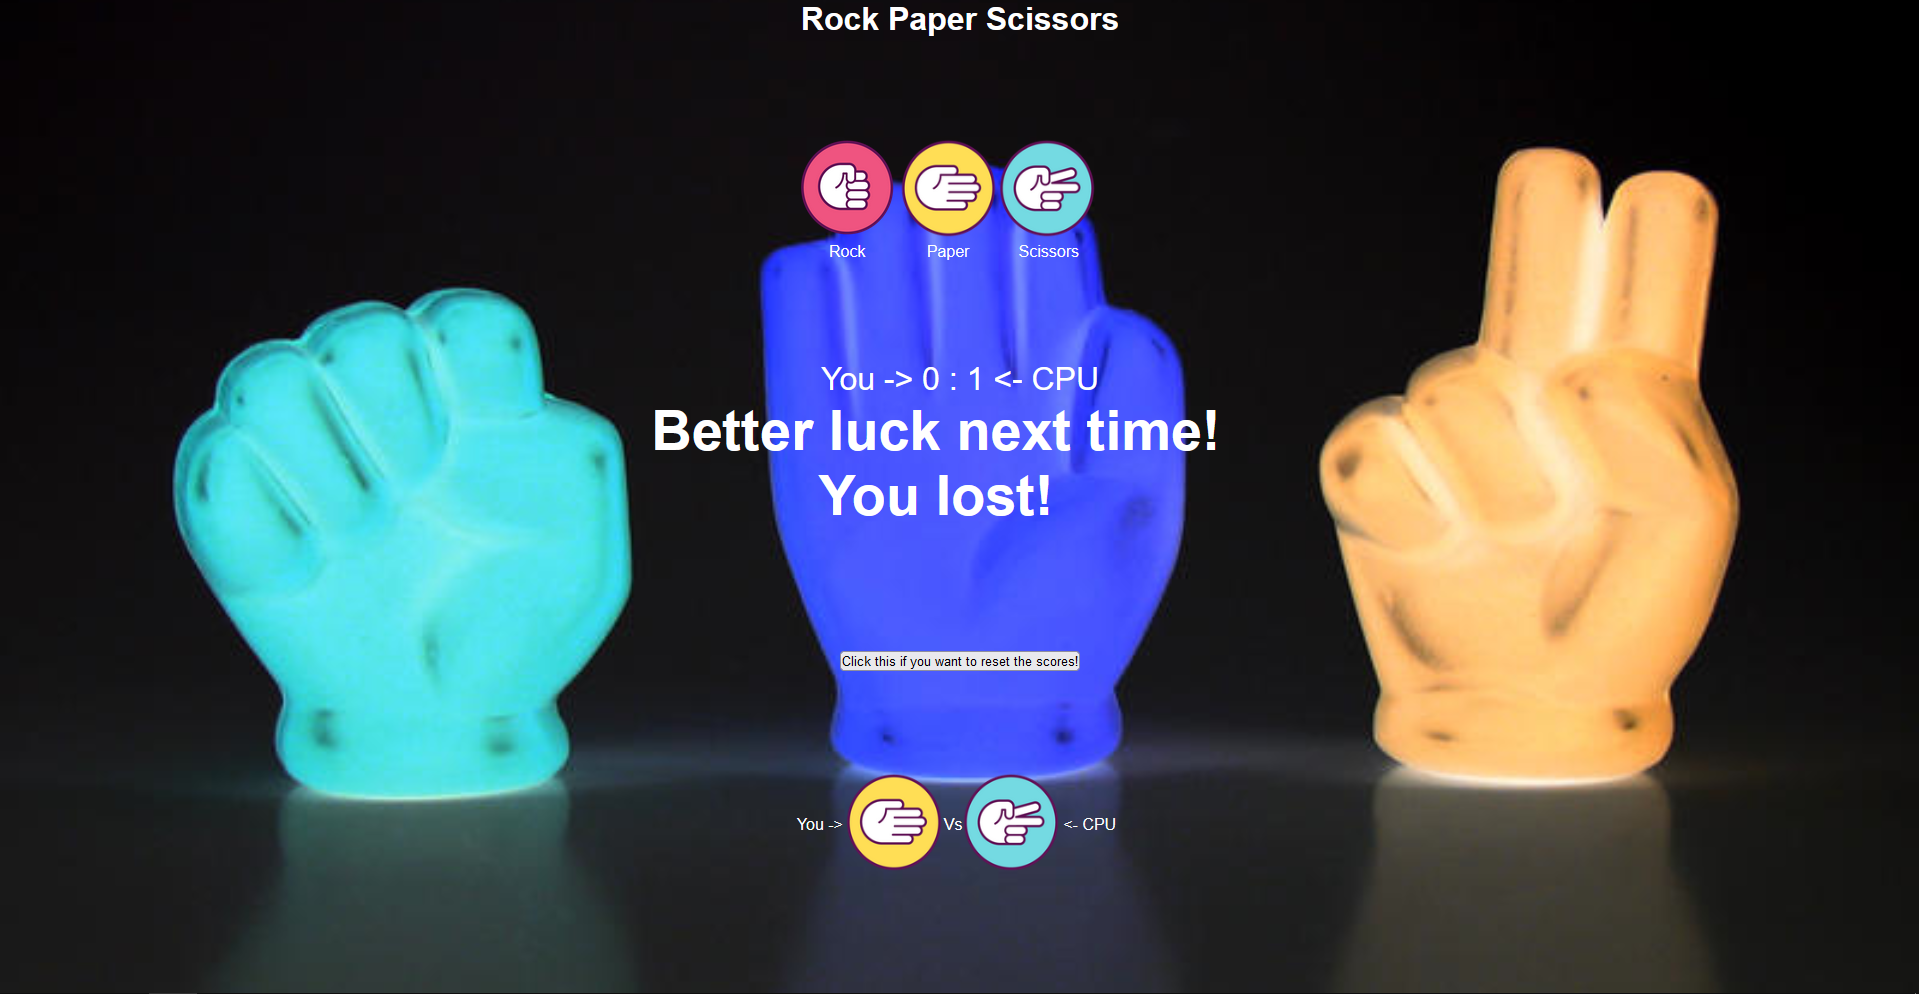 Rock Paper Scissors
Rock Paper Scissors
You -> 0 : 1 <- CPU
Better luck next time!
You lost!
Click this if you want to reset the scores!
You -> Vs <- CPU